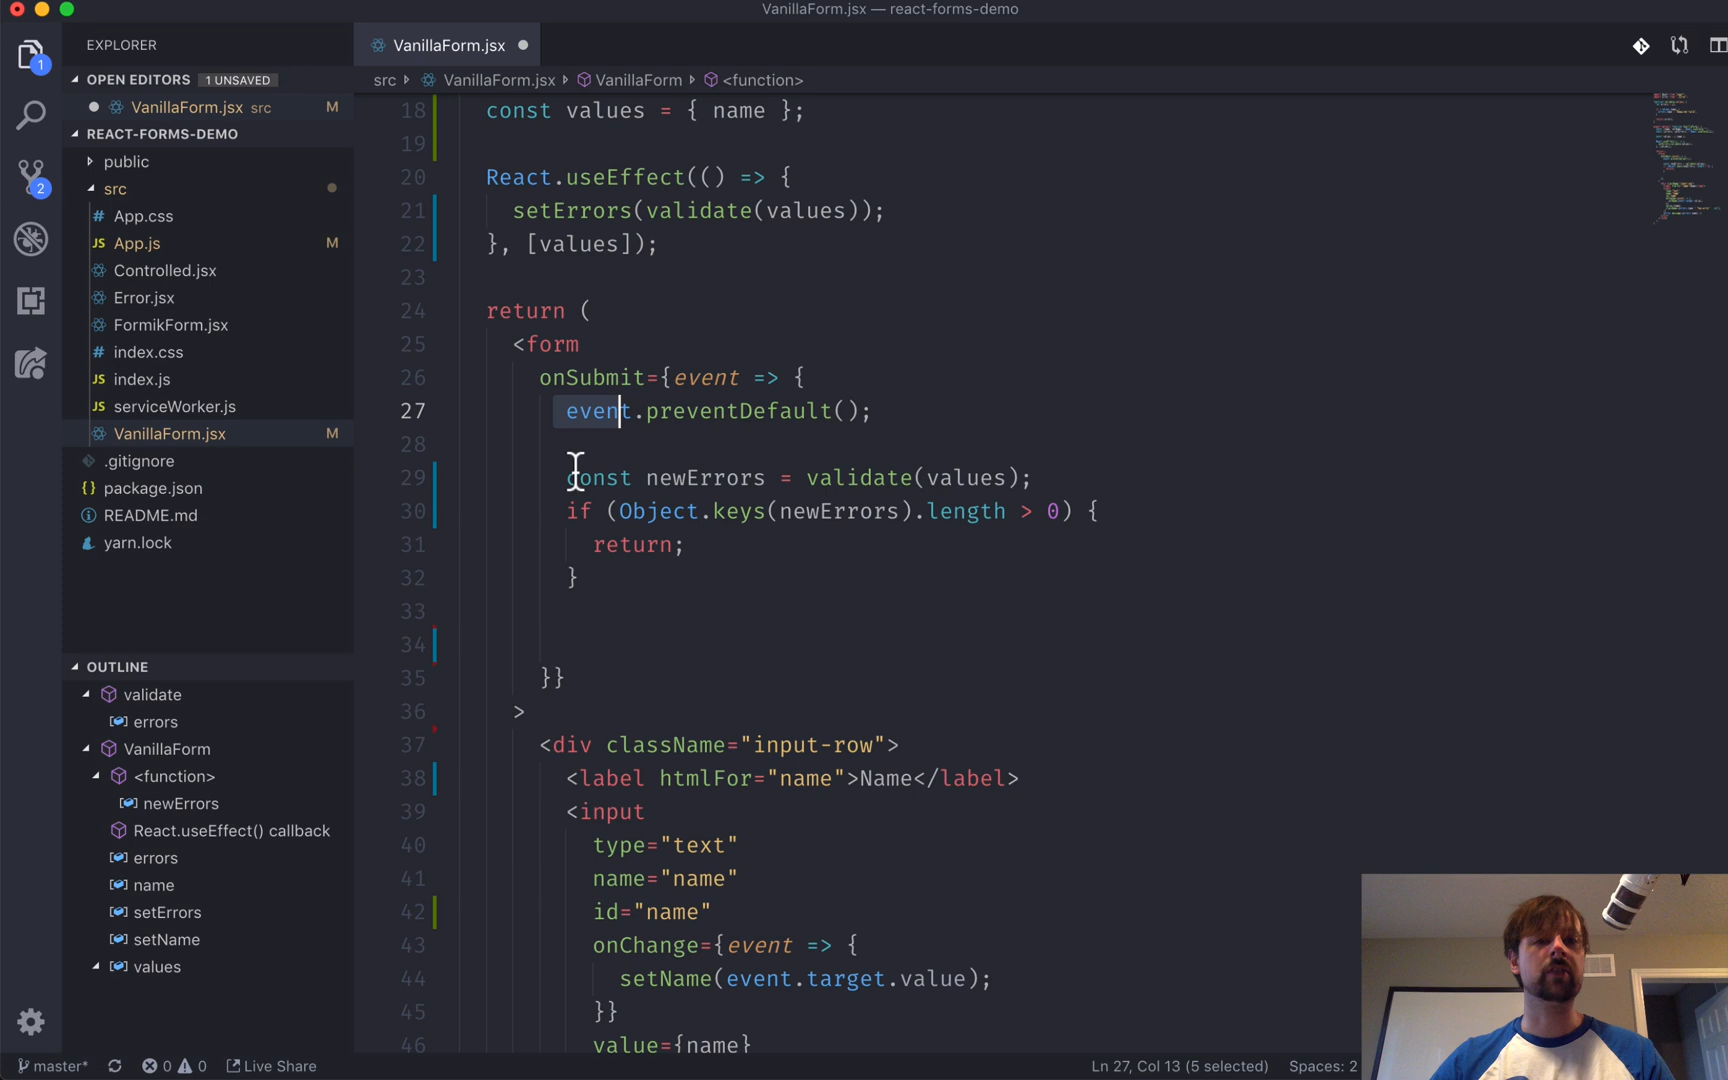 VanillaForm.jsx — react-forms-demo
EXPLORER
VanillaForm.jsx
OPEN EDITORS 1 UNSAVED
src VanillaForm.jsx VanillaForm <function>
VanillaForm.jsx src M
REACT-FORMS-DEMO
public
src
App.css
JS App.js M
Controlled.jsx
Error.jsx
FormikForm.jsx
index.css
JS index.js
JS serviceWorker.js
VanillaForm.jsx M
.gitignore
package.json
README.md
yarn.lock
OUTLINE
validate
errors
VanillaForm
<function>
newErrors
React.useEffect() callback
errors
name
setErrors
setName
values
1
2
18 const values = { name };
19
20 React.useEffect(() => {
21 setErrors(validate(values));
22 }, [values]);
23
24 return (
25 <form
26 onSubmit={event => {
27 event.preventDefault();
28
29 const newErrors = validate(values);
30 if (Object.keys(newErrors).length > 0) {
31 return;
32 }
33
34
35 }}
36 >
37 <div className="input-row">
38 <label htmlFor="name">Name</label>
39 <input
40 type="text"
41 name="name"
42 id="name"
43 onChange={event => {
44 setName(event.target.value);
45 }}
46 value={name}
master* 0 0 Live Share Ln 27, Col 13 (5 selected) Spaces: 2